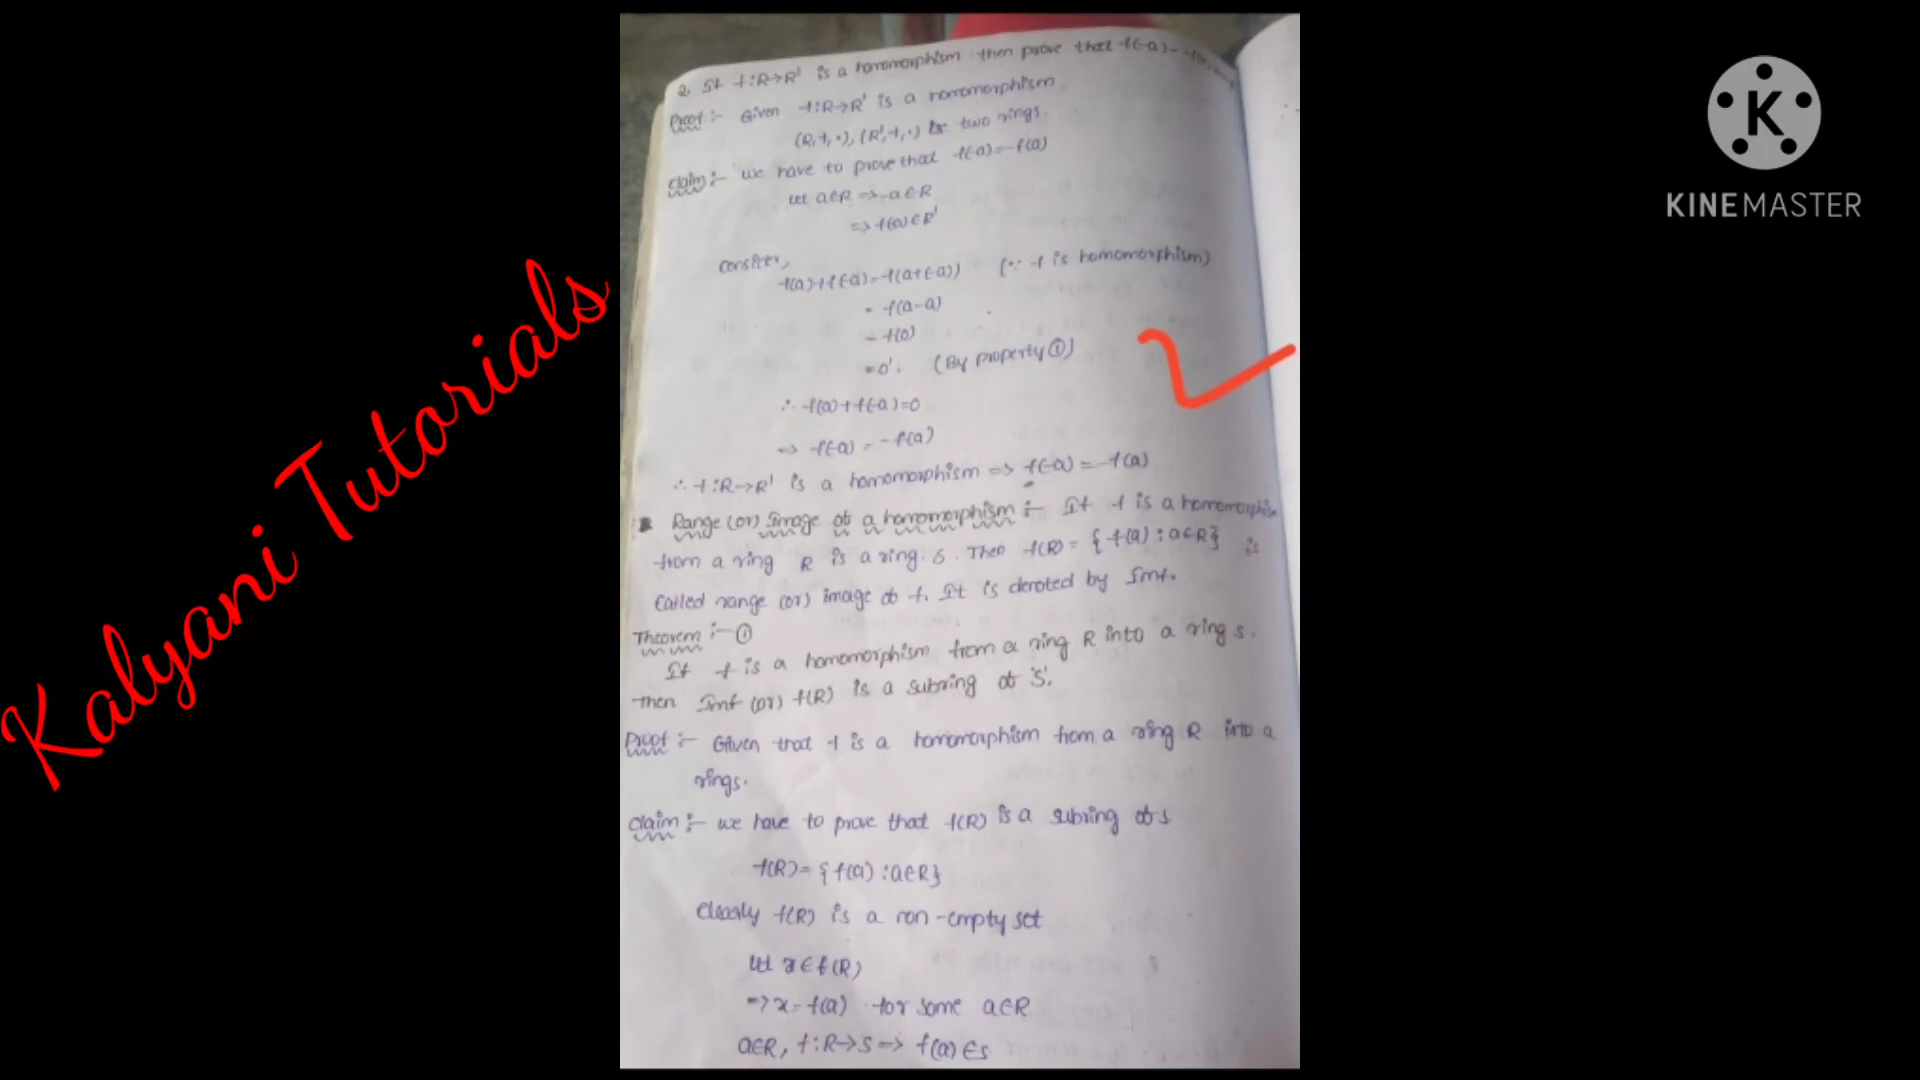 2. If f:R→R' is a homomorphism then prove that f(-a)=
Proof :- Given f:R→R' is a homomorphism
(R,+,·), (R',+,·) two rings.
Claim :- We have to prove that f(-a)=-f(a)
Let a∈R ⇒ -a∈R
⇒ f(a)∈R'
Consider,
f(a)+f(-a)=f(a+(-a)) (∵ f is homomorphism)
= f(a-a)
= f(0)
=0'. (By property ①)
∴ f(a)+f(-a)=0
⇒ f(-a) = -f(a)
∴ f:R→R' is a homomorphism ⇒ f(-a)=-f(a)
Range (or) Image of a homomorphism :- If f is a homomorphism
from a ring R is a ring. S. Then f(R)= {f(a) : a∈R} is
Called range (or) image of f. It is denoted by Imf.
Theorem :- ①
If f is a homomorphism from a ring R into a ring s.
then Imf (or) f(R) is a subring of 'S'.
Proof :- Given that f is a homomorphism from a ring R into a
rings.
Claim :- We have to prove that f(R) is a subring of s
f(R)= {f(a) : a∈R}
Clearly f(R) is a non-empty set
Let x∈f(R)
⇒ x= f(a) for some a∈R
a∈R, f:R→S ⇒ f(a)∈s
Kalyani Tutorials
K
KINEMASTER